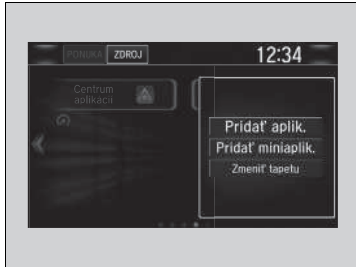 PONUKA ZDROJ 12:34
Centrum
aplikácií
Pridať aplik.
Pridať miniaplik.
Zmeniť tapetu